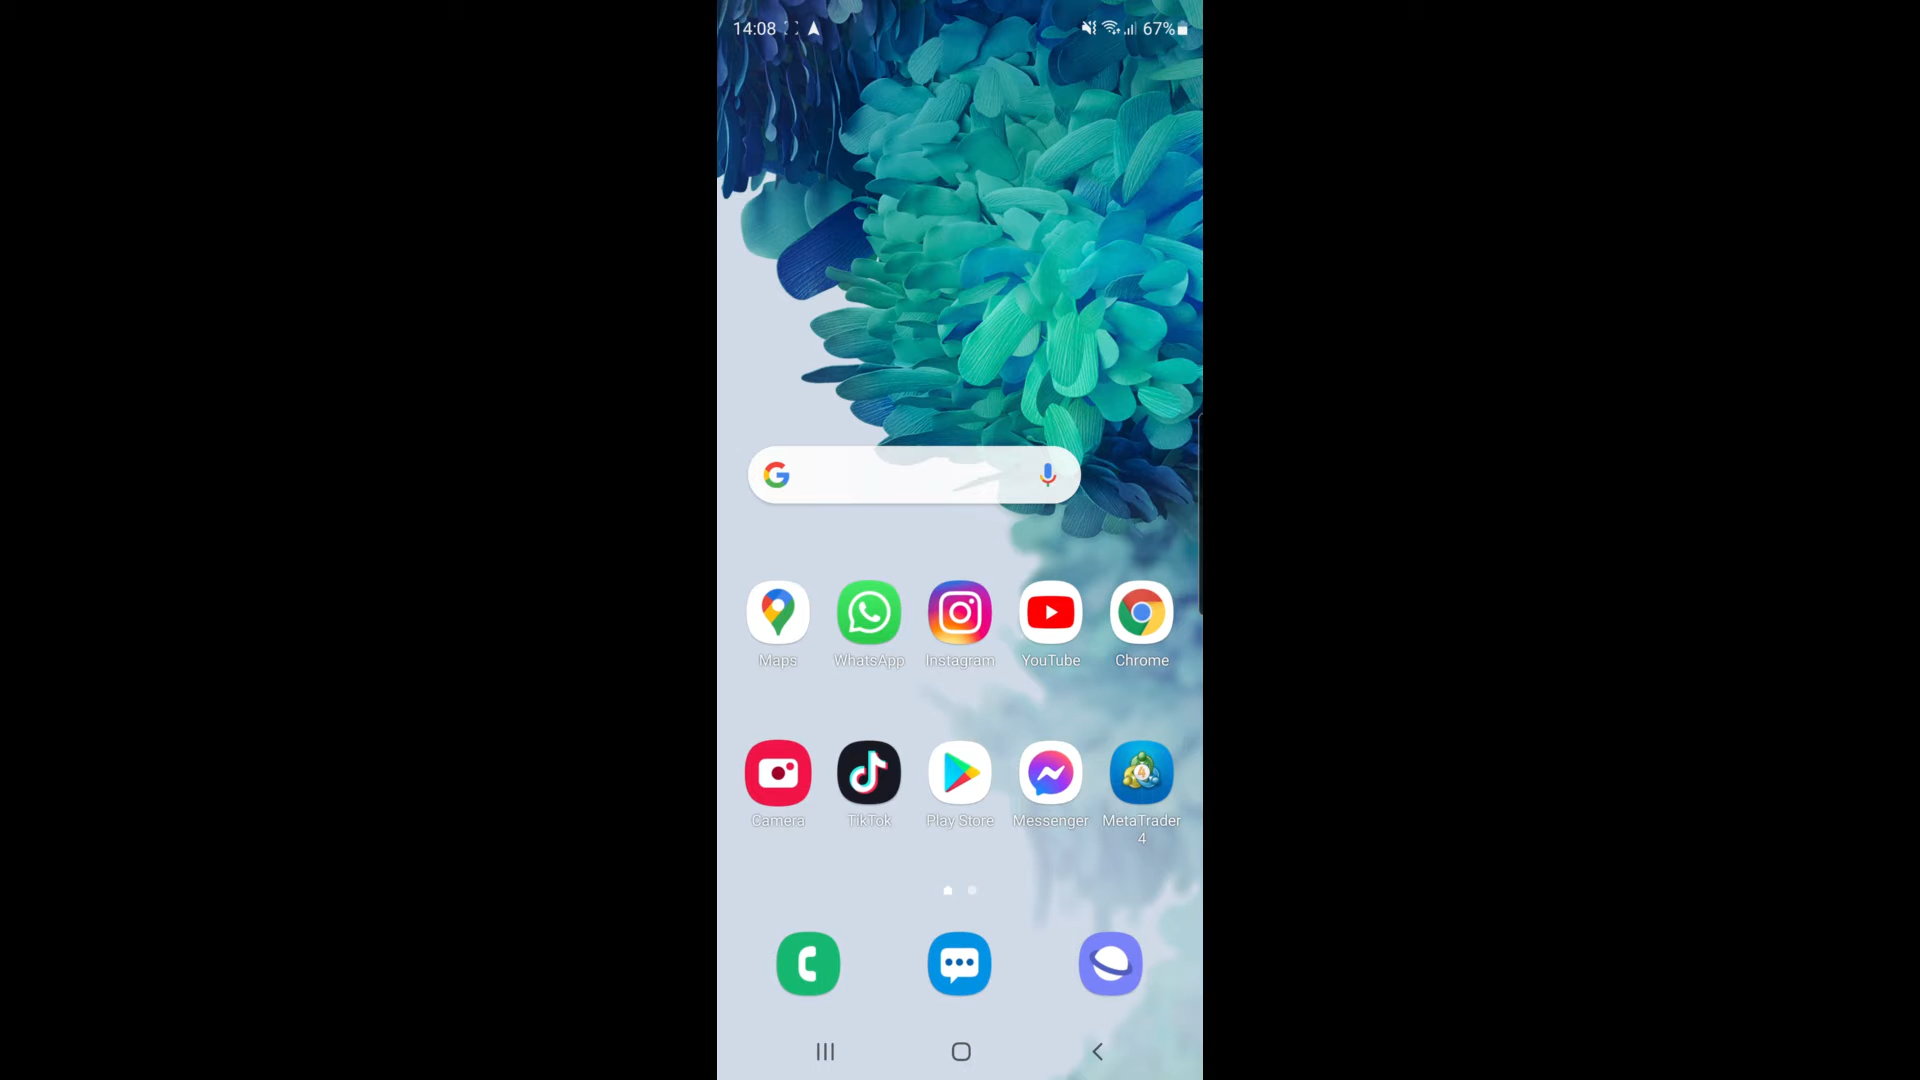 14:08
67%
Maps WhatsApp Instagram YouTube Chrome
Camera TikTok Play Store Messenger MetaTrader
4